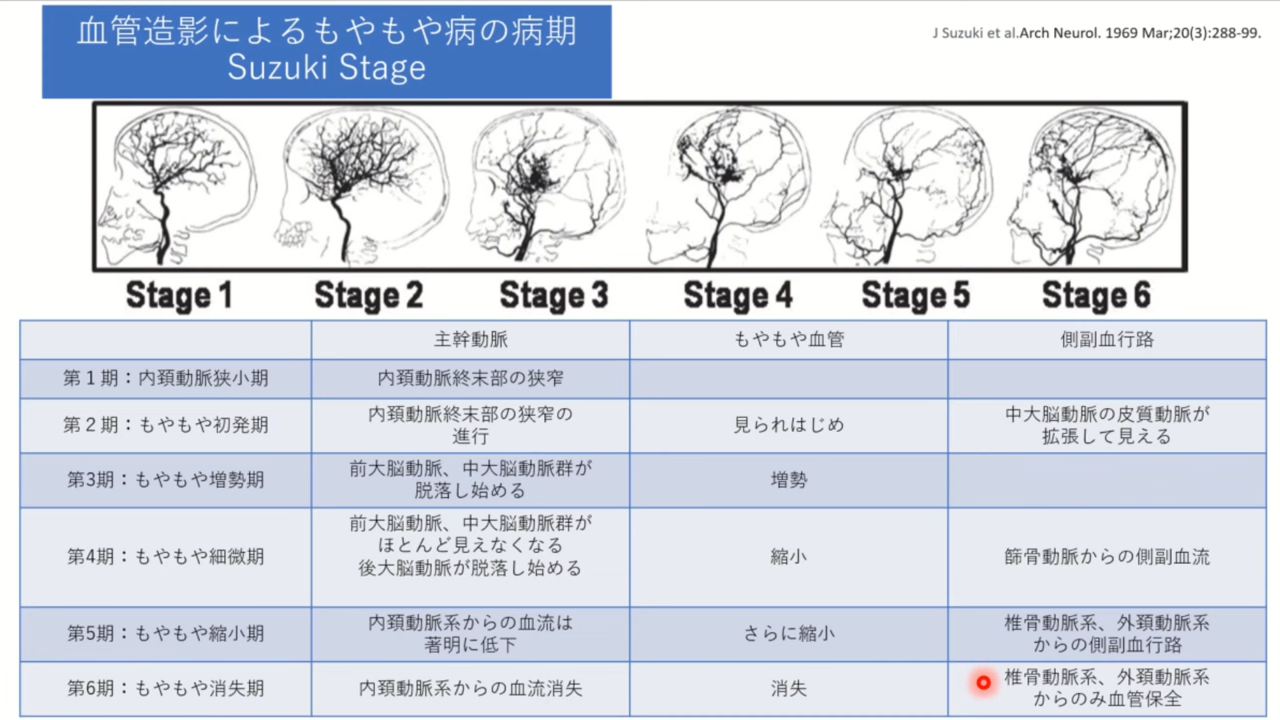 血管造影によるもやもや病の病期
Suzuki Stage
J Suzuki et al.Arch Neurol. 1969 Mar;20(3):288-99.
Stage 1 Stage 2 Stage 3 Stage 4 Stage 5 Stage 6
主幹動脈 もやもや血管 側副血行路
第１期：内頚動脈狭小期 内頚動脈終末部の狭窄
第２期：もやもや初発期 内頚動脈終末部の狭窄の
進行 見られはじめ 中大脳動脈の皮質動脈が
拡張して見える
第3期：もやもや増勢期 前大脳動脈、中大脳動脈群が
脱落し始める 増勢
第4期：もやもや細微期 前大脳動脈、中大脳動脈群が
ほとんど見えなくなる
後大脳動脈が脱落し始める 縮小 篩骨動脈からの側副血流
第5期：もやもや縮小期 内頚動脈系からの血流は
著明に低下 さらに縮小 椎骨動脈系、外頚動脈系
からの側副血行路
第6期：もやもや消失期 内頚動脈系からの血流消失 消失 椎骨動脈系、外頚動脈系
からのみ血管保全